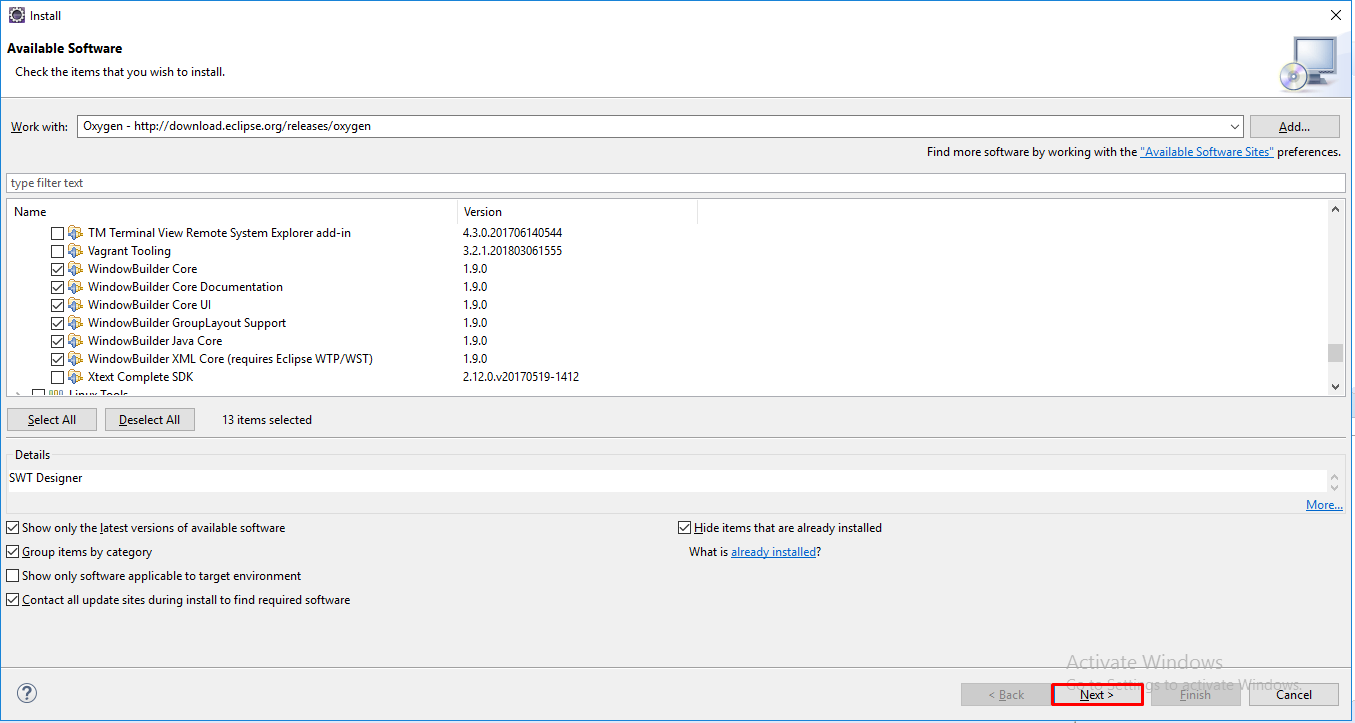 Install
Available Software
Check the items that you wish to install.
Work with: Oxygen - http://download.eclipse.org/releases/oxygen Add...
Find more software by working with the "Available Software Sites" preferences.
type filter text
Name Version
TM Terminal View Remote System Explorer add-in 4.3.0.201706140544
Vagrant Tooling 3.2.1.201803061555
WindowBuilder Core 1.9.0
WindowBuilder Core Documentation 1.9.0
WindowBuilder Core UI 1.9.0
WindowBuilder GroupLayout Support 1.9.0
WindowBuilder Java Core 1.9.0
WindowBuilder XML Core (requires Eclipse WTP/WST) 1.9.0
Xtext Complete SDK 2.12.0.v20170519-1412
Linux Tools
Select All Deselect All 13 items selected
Details
SWT Designer
More...
Show only the latest versions of available software Hide items that are already installed
Group items by category What is already installed?
Show only software applicable to target environment
Contact all update sites during install to find required software
Activate Windows
Go to Settings to activate Windows.
? < Back Next > Finish Cancel